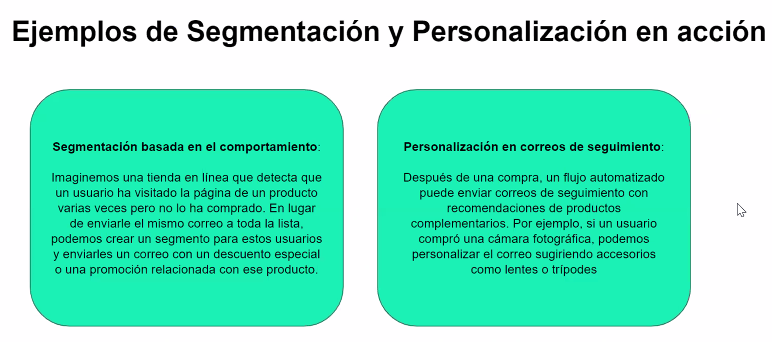 Ejemplos de Segmentación y Personalización en acción
Segmentación basada en el comportamiento:
Imaginemos una tienda en línea que detecta que
un usuario ha visitado la página de un producto
varias veces pero no lo ha comprado. En lugar
de enviarle el mismo correo a toda la lista,
podemos crear un segmento para estos usuarios
y enviarles un correo con un descuento especial
o una promoción relacionada con ese producto.
Personalización en correos de seguimiento:
Después de una compra, un flujo automatizado
puede enviar correos de seguimiento con
recomendaciones de productos
complementarios. Por ejemplo, si un usuario
compró una cámara fotográfica, podemos
personalizar el correo sugiriendo accesorios
como lentes o trípodes